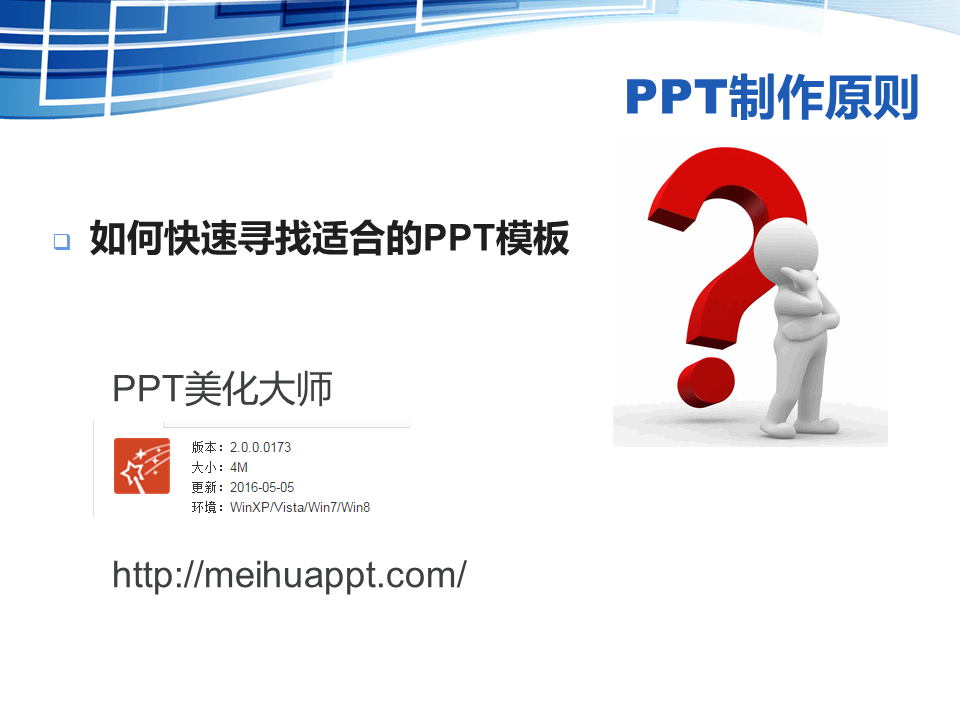 PPT制作原则
如何快速寻找适合的PPT模板
PPT美化大师
版本：2.0.0.0173
大小：4M
更新：2016-05-05
环境：WinXP/Vista/Win7/Win8
http://meihuappt.com/